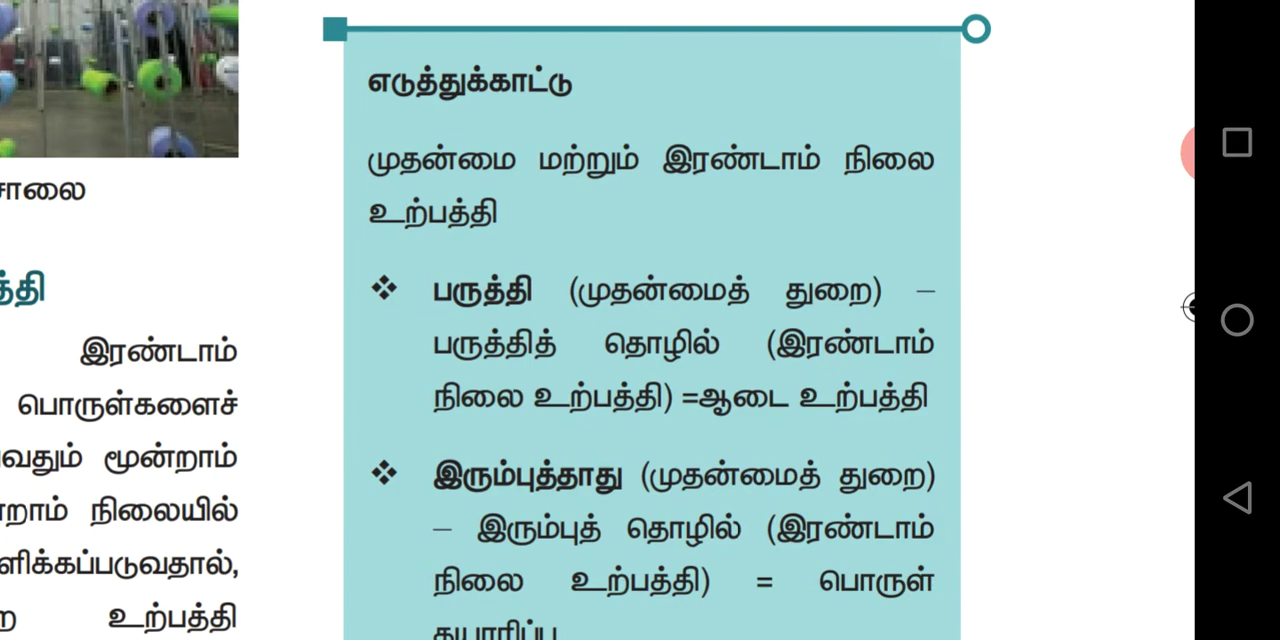 சாலை
த்தி
இரண்டாம்
பொருள்களைச்
வதும் மூன்றாம்
றாம் நிலையில்
ளிக்கப்படுவதால்,
உற்பத்தி
எடுத்துக்காட்டு
முதன்மை மற்றும் இரண்டாம் நிலை
உற்பத்தி
❖ பருத்தி (முதன்மைத் துறை) –
பருத்தித் தொழில் (இரண்டாம்
நிலை உற்பத்தி) =ஆடை உற்பத்தி
❖ இரும்புத்தாது (முதன்மைத் துறை)
– இரும்புத் தொழில் (இரண்டாம்
நிலை உற்பத்தி) = பொருள்
தயாரிப்பு